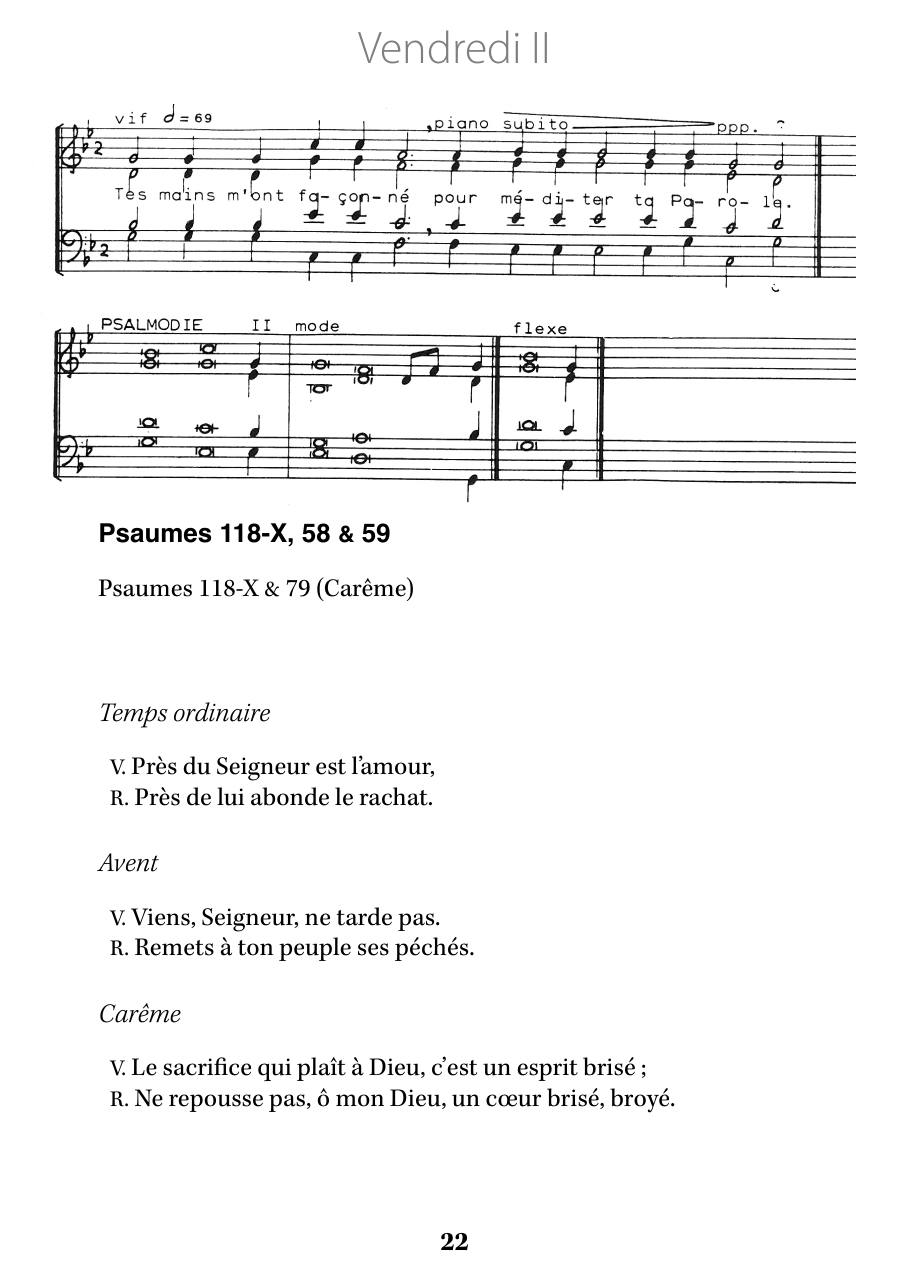 Vendredi II
vif 𝅗𝅥 = 69 piano subito ppp.
2
Tes mains m'ont fa-çon-né pour mé-di-ter ta Pa-ro-le.
2
PSALMODIE II mode flexe
Psaumes 118-X, 58 & 59
Psaumes 118-X & 79 (Carême)
Temps ordinaire
V. Près du Seigneur est l’amour,
R. Près de lui abonde le rachat.
Avent
V. Viens, Seigneur, ne tarde pas.
R. Remets à ton peuple ses péchés.
Carême
V. Le sacrifice qui plaît à Dieu, c’est un esprit brisé ;
R. Ne repousse pas, ô mon Dieu, un cœur brisé, broyé.
22